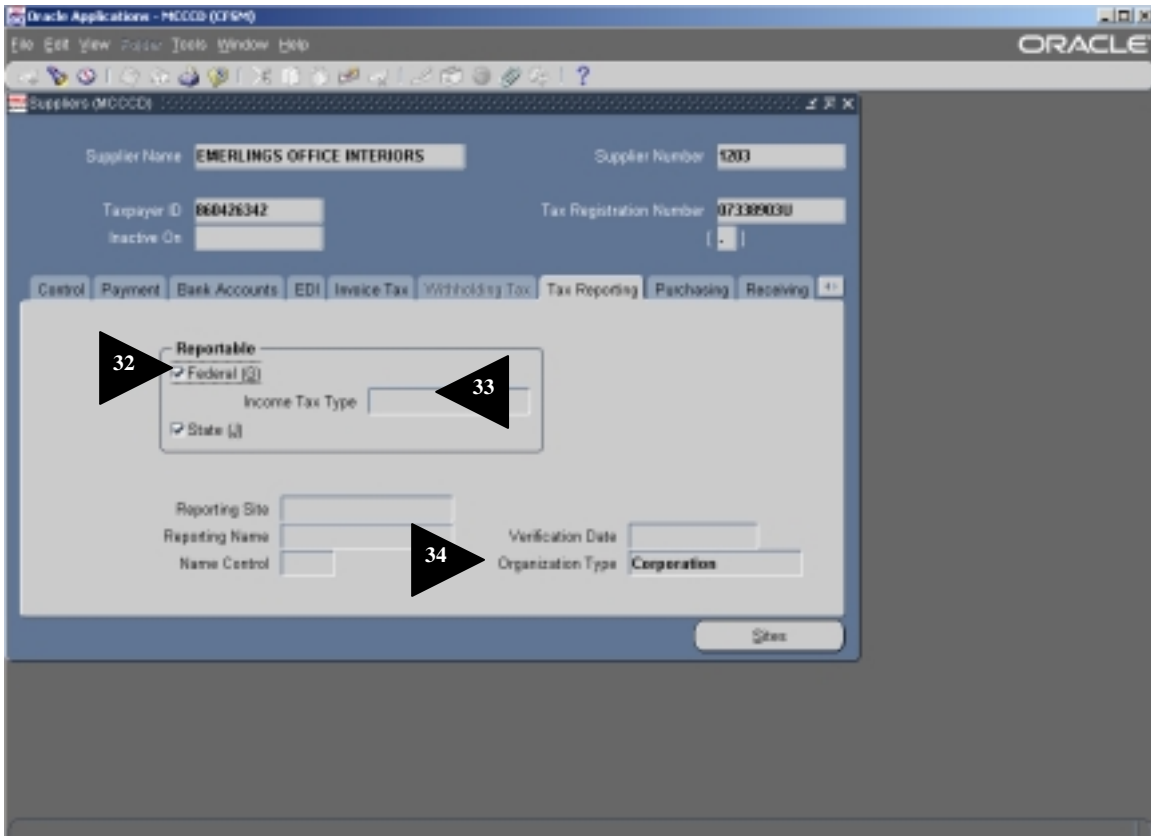 Oracle Applications - MCCCD (CFSM)
File Edit View Folder Tools Window Help
ORACLE
Suppliers (MCCCD)
Supplier Name EMERLINGS OFFICE INTERIORS Supplier Number 1203
Taxpayer ID 860426342 Tax Registration Number 07338903U
Inactive On [ . ]
Control Payment Bank Accounts EDI Invoice Tax Withholding Tax Tax Reporting Purchasing Receiving
Reportable
32
Federal (G)
Income Tax Type 33
State (J)
Reporting Site
Reporting Name Verification Date
Name Control 34 Organization Type Corporation
Sites